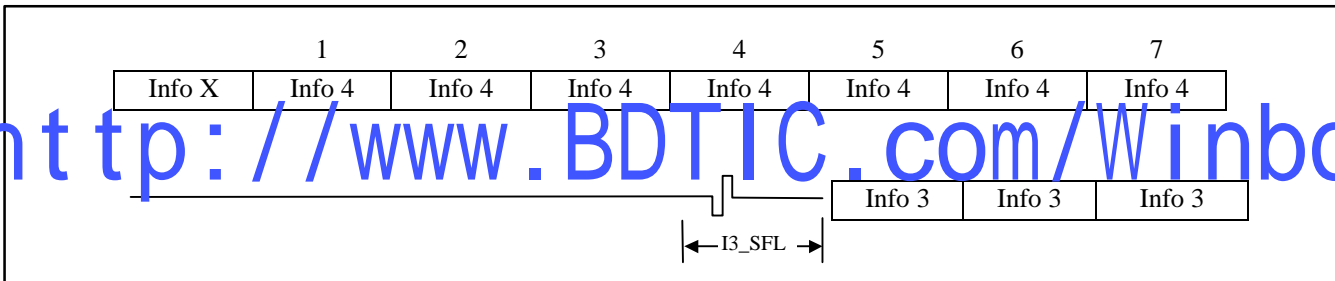 1 2 3 4 5 6 7
Info X Info 4 Info 4 Info 4 Info 4 Info 4 Info 4 Info 4
http://www.BDTIC.com/Winbo
Info 3 Info 3 Info 3
I3_SFL